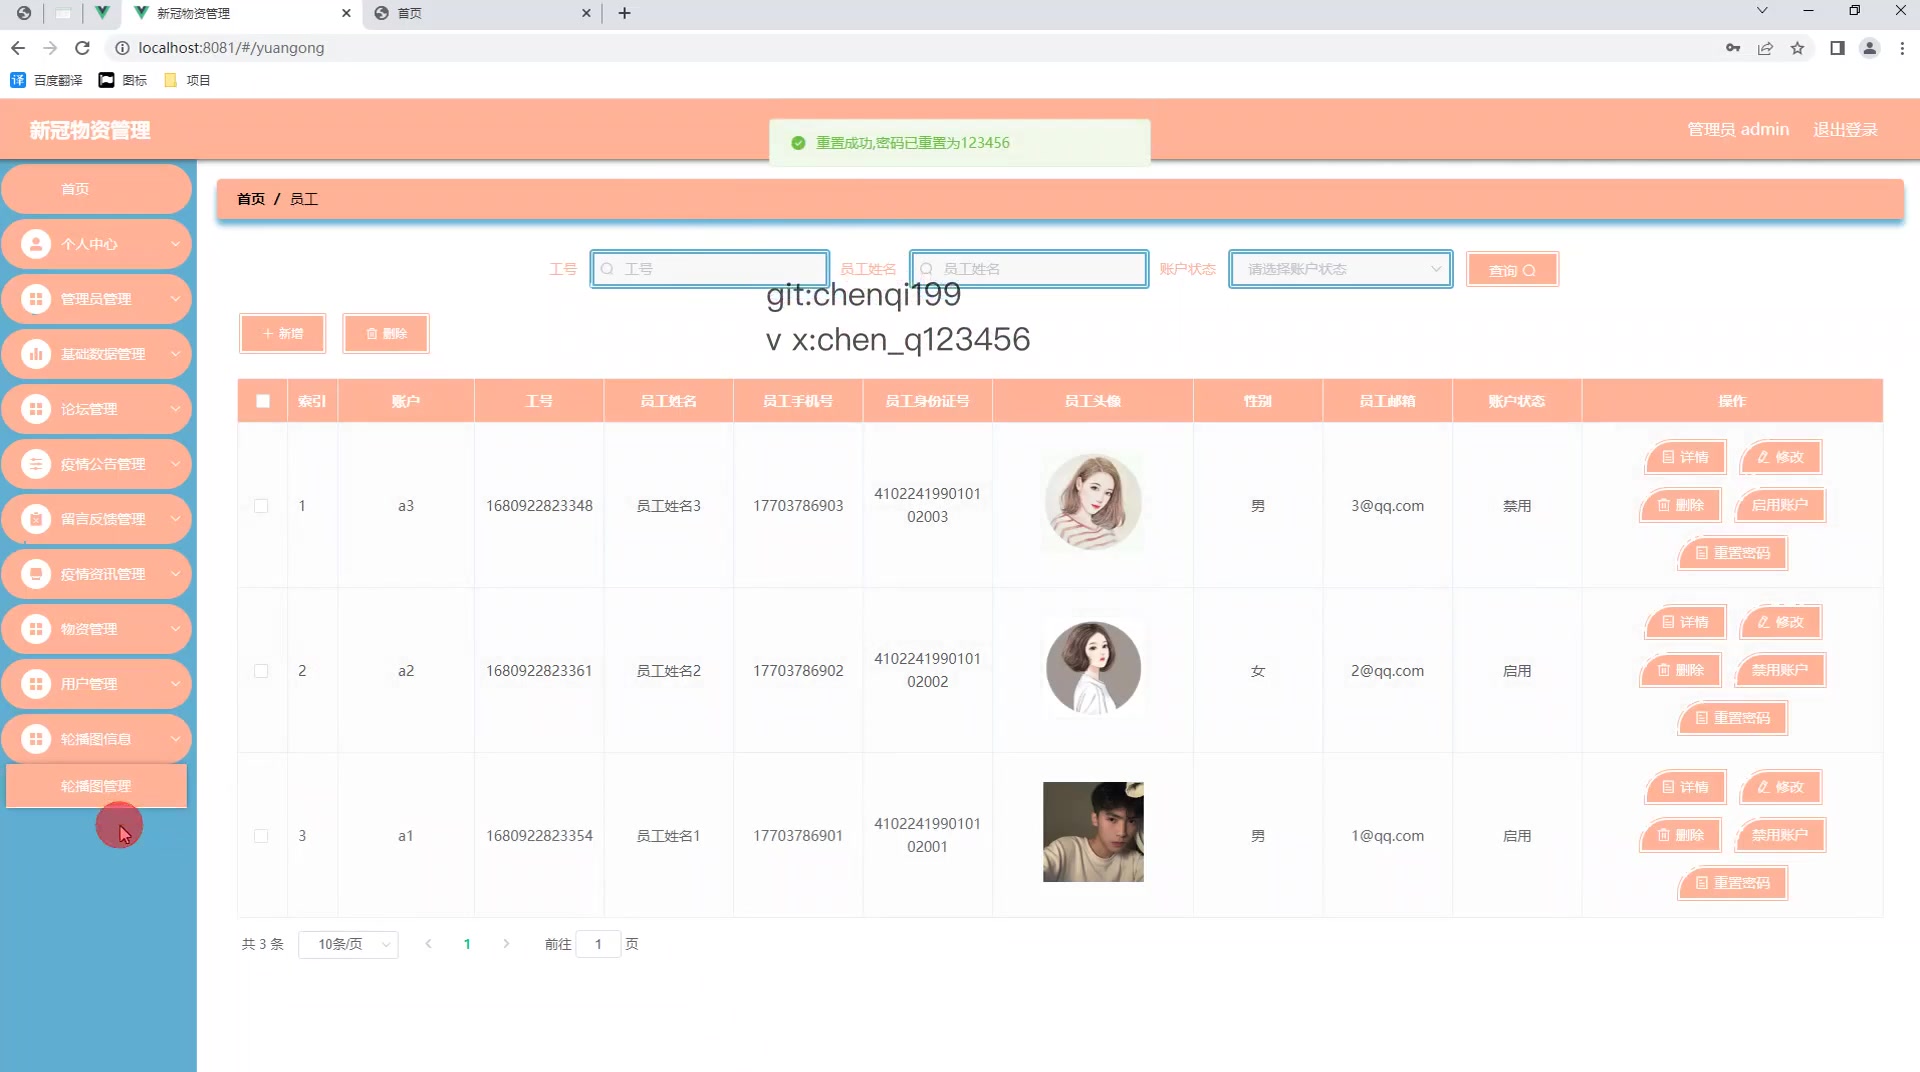 新冠物资管理
首页
localhost:8081/#/yuangong
译 百度翻译 图标 项目
新冠物资管理
重置成功,密码已重置为123456
管理员 admin 退出登录
首页
个人中心
管理员管理
基础数据管理
论坛管理
疫情公告管理
留言反馈管理
疫情资讯管理
物资管理
用户管理
轮播图信息
轮播图管理
首页 / 员工
工号 工号 员工姓名 员工姓名 账户状态 请选择账户状态 查询
git:chenqi199
v x:chen_q123456
+ 新增 删除
索引 账户 工号 员工姓名 员工手机号 员工身份证号 员工头像 性别 员工邮箱 账户状态 操作
1 a3 1680922823348 员工姓名3 17703786903 4102241990101 男 3@qq.com 禁用
02003
详情 修改
删除 启用账户
重置密码
2 a2 1680922823361 员工姓名2 17703786902 4102241990101 女 2@qq.com 启用
02002
详情 修改
删除 禁用账户
重置密码
3 a1 1680922823354 员工姓名1 17703786901 4102241990101 男 1@qq.com 启用
02001
详情 修改
删除 禁用账户
重置密码
共 3 条 10条/页 1 前往 1 页